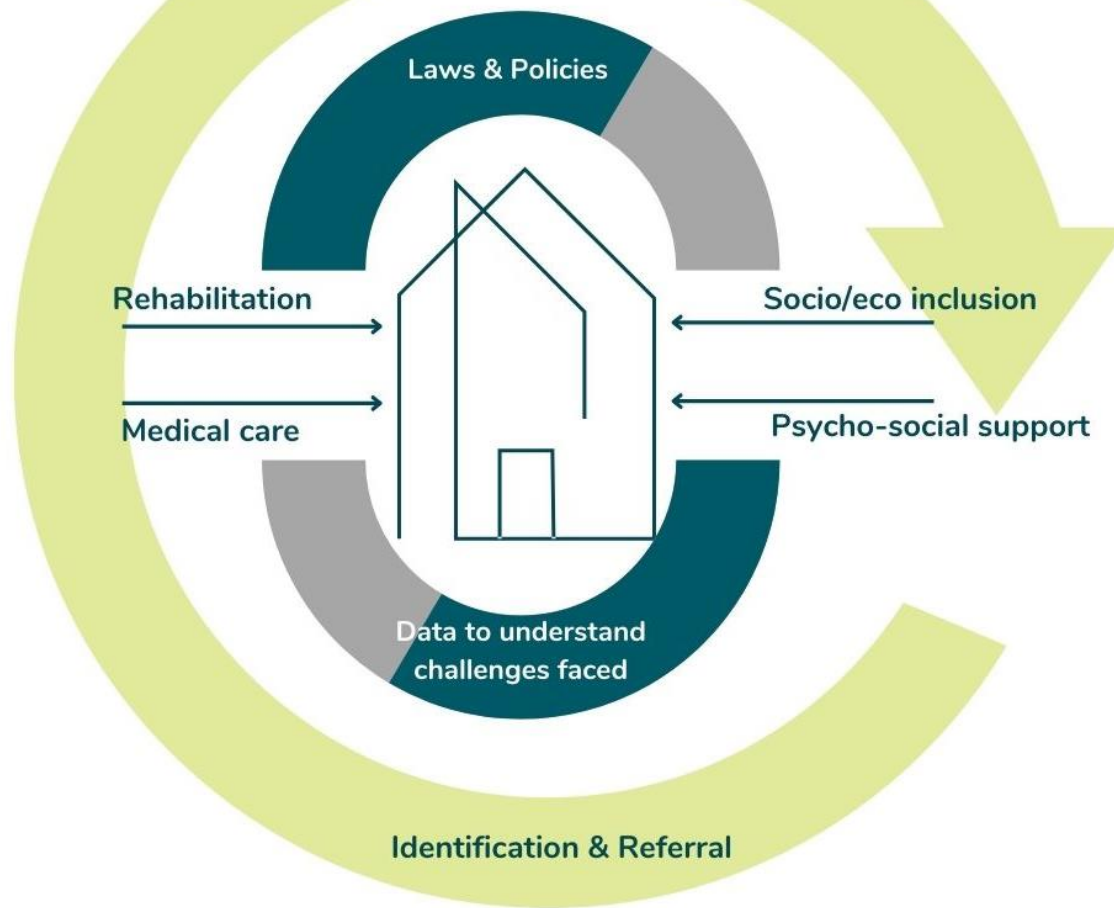 Laws & Policies
Rehabilitation
Socio/eco inclusion
Medical care
Psycho-social support
Data to understand
challenges faced
Identification & Referral